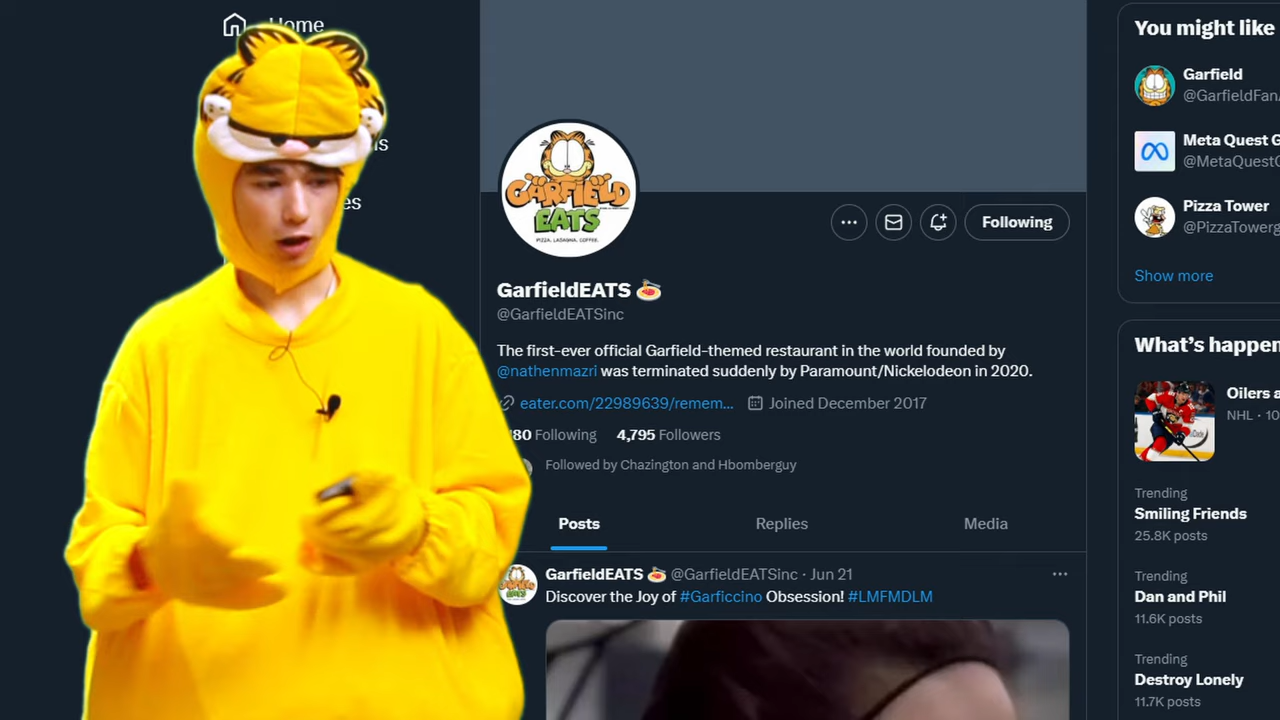 Home
GARFIELD
EATS
PIZZA. LASAGNA. COFFEE.
Following
GarfieldEATS 🍝
@GarfieldEATSinc
The first-ever official Garfield-themed restaurant in the world founded by
@nathenmazri was terminated suddenly by Paramount/Nickelodeon in 2020.
eater.com/22989639/remem... Joined December 2017
80 Following 4,795 Followers
Followed by Chazington and Hbomberguy
Posts Replies Media
GarfieldEATS 🍝 @GarfieldEATSinc · Jun 21 ...
Discover the Joy of #Garficcino Obsession! #LMFMDLM
You might like
Garfield
@GarfieldFan
Meta Quest G
@MetaQuest
Pizza Tower
@PizzaTowerg
Show more
What's happen
Oilers a
NHL · 10
Trending
Smiling Friends
25.8K posts
Trending
Dan and Phil
11.6K posts
Trending
Destroy Lonely
11.7K posts